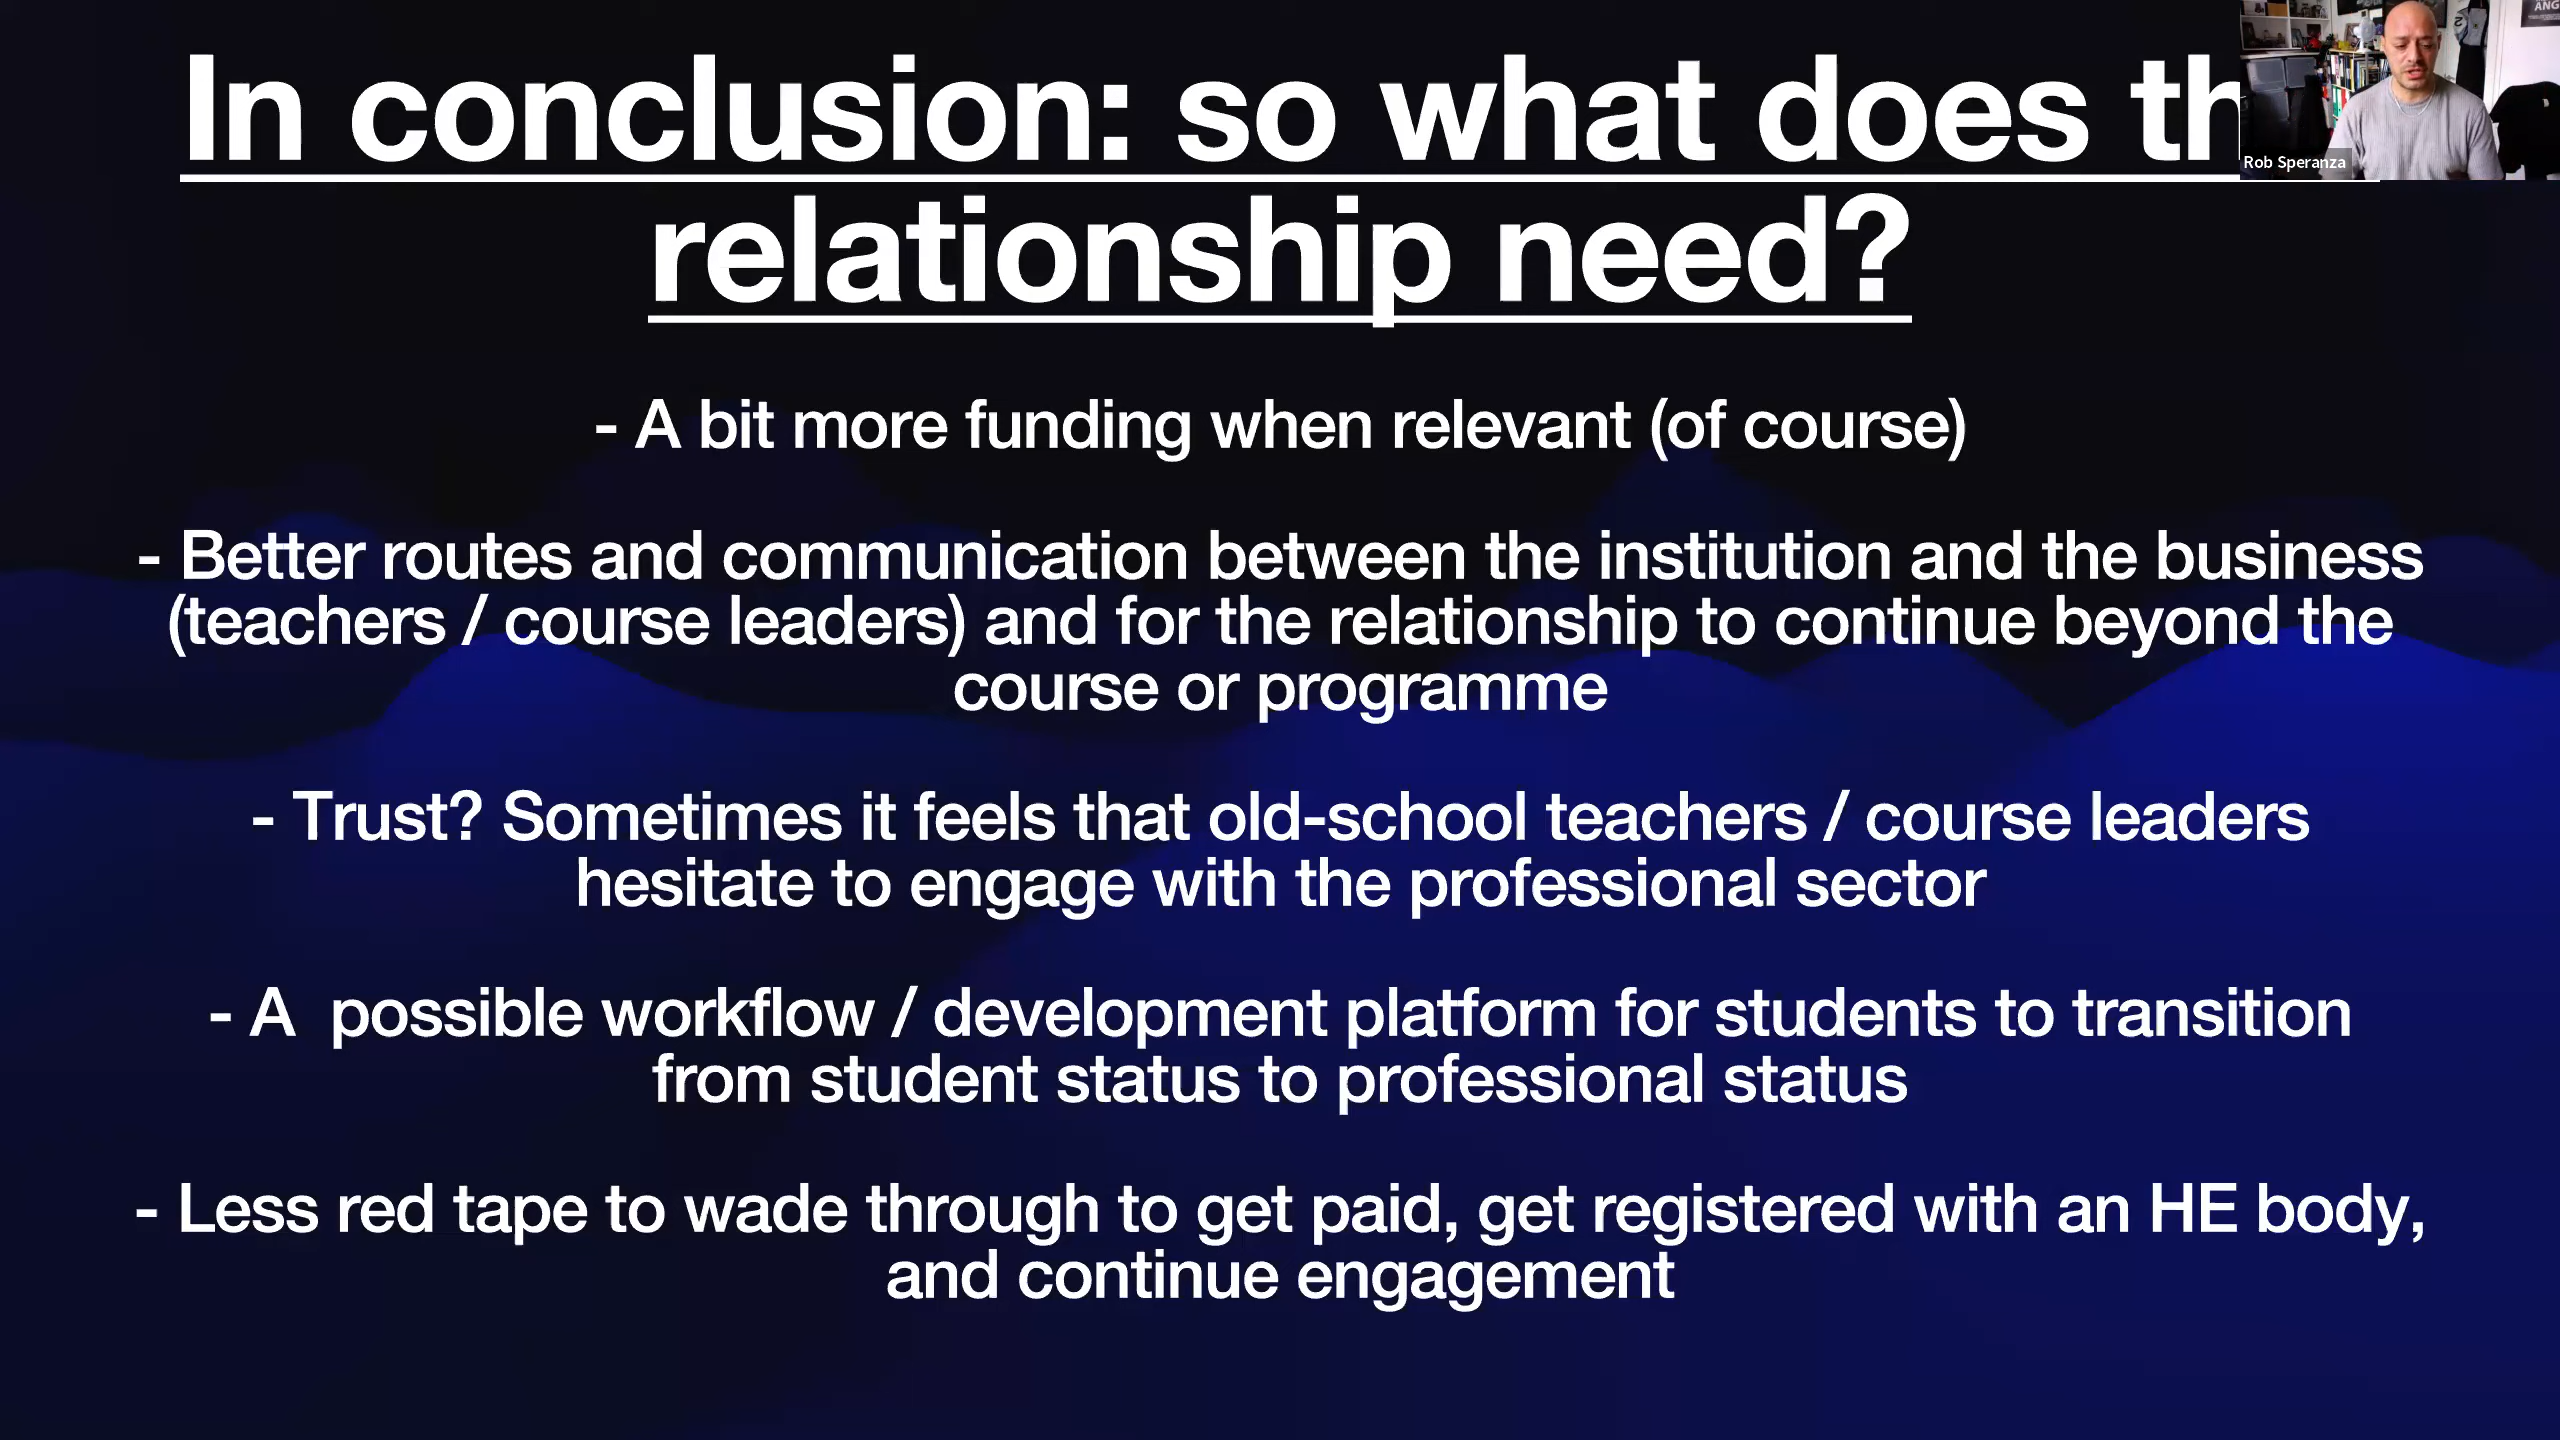 In conclusion: so what does th
relationship need?
ANG
Rob Speranza
- A bit more funding when relevant (of course)
- Better routes and communication between the institution and the business
(teachers / course leaders) and for the relationship to continue beyond the
course or programme
- Trust? Sometimes it feels that old-school teachers / course leaders
hesitate to engage with the professional sector
- A  possible workflow / development platform for students to transition
from student status to professional status
- Less red tape to wade through to get paid, get registered with an HE body,
and continue engagement